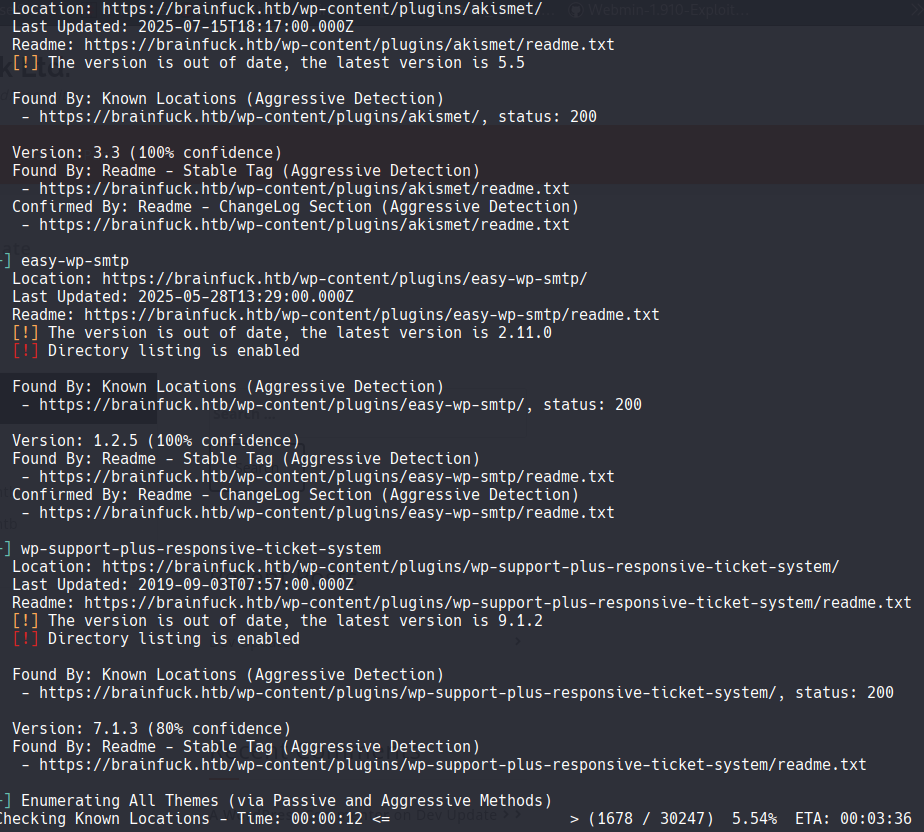 Location: https://brainfuck.htb/wp-content/plugins/akismet/
Last Updated: 2025-07-15T18:17:00.000Z
Readme: https://brainfuck.htb/wp-content/plugins/akismet/readme.txt
[!] The version is out of date, the latest version is 5.5
Found By: Known Locations (Aggressive Detection)
- https://brainfuck.htb/wp-content/plugins/akismet/, status: 200
Version: 3.3 (100% confidence)
Found By: Readme - Stable Tag (Aggressive Detection)
- https://brainfuck.htb/wp-content/plugins/akismet/readme.txt
Confirmed By: Readme - ChangeLog Section (Aggressive Detection)
- https://brainfuck.htb/wp-content/plugins/akismet/readme.txt
] easy-wp-smtp
Location: https://brainfuck.htb/wp-content/plugins/easy-wp-smtp/
Last Updated: 2025-05-28T13:29:00.000Z
Readme: https://brainfuck.htb/wp-content/plugins/easy-wp-smtp/readme.txt
[!] The version is out of date, the latest version is 2.11.0
[!] Directory listing is enabled
Found By: Known Locations (Aggressive Detection)
- https://brainfuck.htb/wp-content/plugins/easy-wp-smtp/, status: 200
Version: 1.2.5 (100% confidence)
Found By: Readme - Stable Tag (Aggressive Detection)
- https://brainfuck.htb/wp-content/plugins/easy-wp-smtp/readme.txt
Confirmed By: Readme - ChangeLog Section (Aggressive Detection)
- https://brainfuck.htb/wp-content/plugins/easy-wp-smtp/readme.txt
] wp-support-plus-responsive-ticket-system
Location: https://brainfuck.htb/wp-content/plugins/wp-support-plus-responsive-ticket-system/
Last Updated: 2019-09-03T07:57:00.000Z
Readme: https://brainfuck.htb/wp-content/plugins/wp-support-plus-responsive-ticket-system/readme.txt
[!] The version is out of date, the latest version is 9.1.2
[!] Directory listing is enabled
Found By: Known Locations (Aggressive Detection)
- https://brainfuck.htb/wp-content/plugins/wp-support-plus-responsive-ticket-system/, status: 200
Version: 7.1.3 (80% confidence)
Found By: Readme - Stable Tag (Aggressive Detection)
- https://brainfuck.htb/wp-content/plugins/wp-support-plus-responsive-ticket-system/readme.txt
] Enumerating All Themes (via Passive and Aggressive Methods)
Checking Known Locations - Time: 00:00:12 <= > (1678 / 30247) 5.54% ETA: 00:03:36